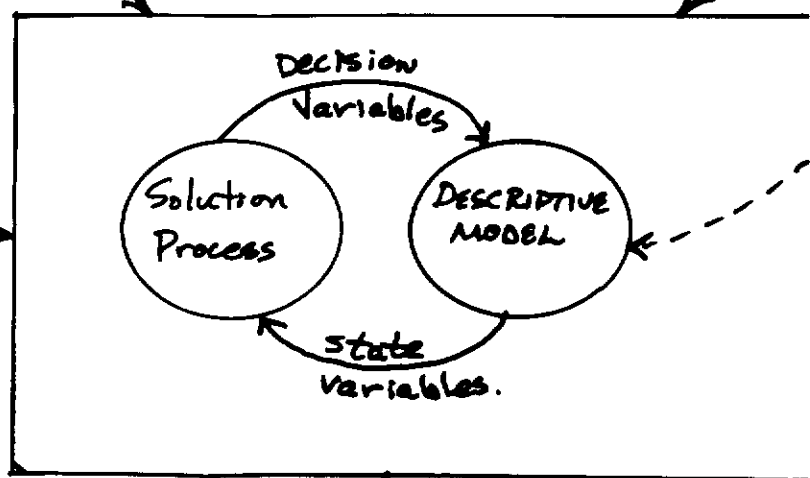 Decision
Variables
Solution
Process
DESCRIPTIVE
MODEL
state
variables.